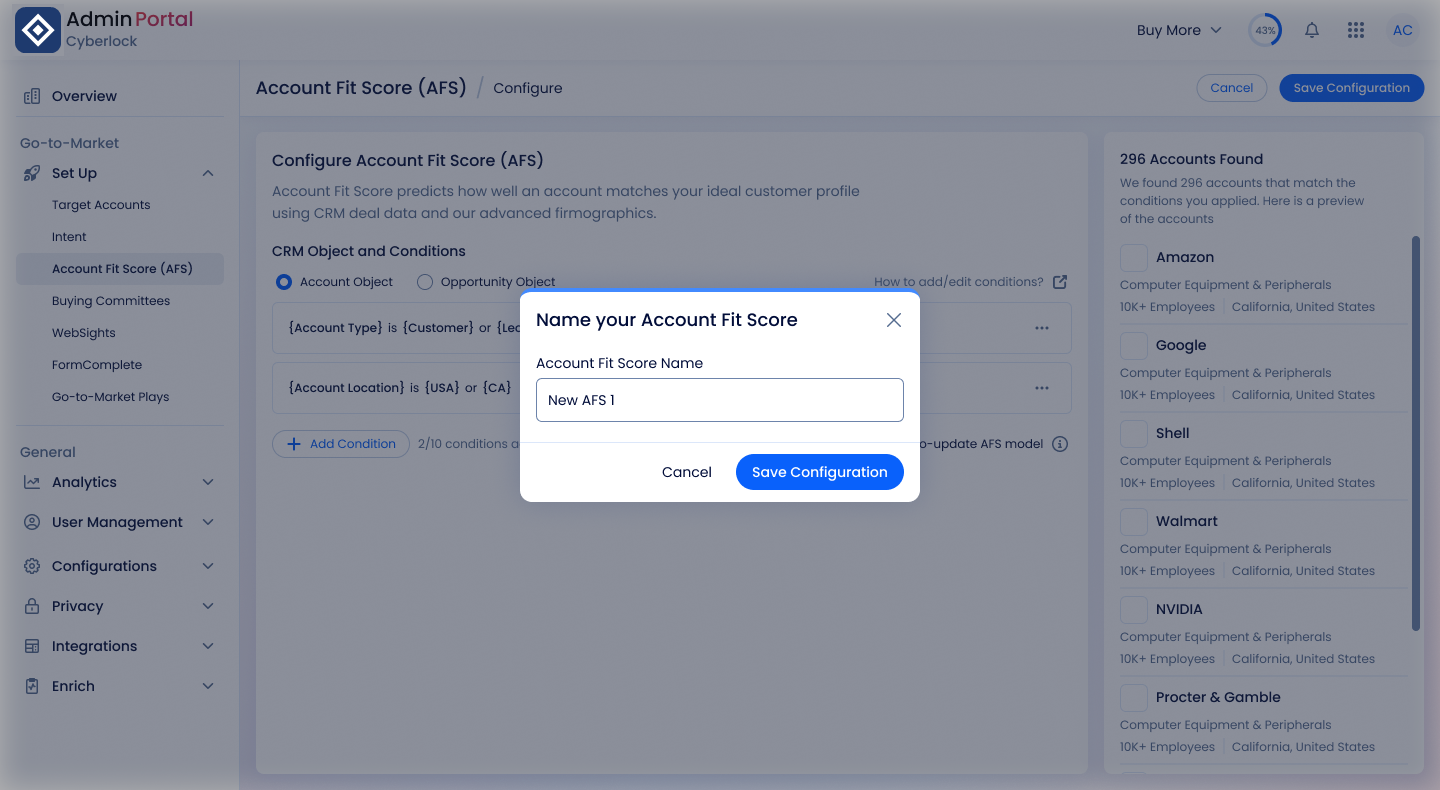 Admin Portal
Cyberlock
Buy More
43%
AC
Overview
Go-to-Market
Set Up
Target Accounts
Intent
Account Fit Score (AFS)
Buying Committees
WebSights
FormComplete
Go-to-Market Plays
General
Analytics
User Management
Configurations
Privacy
Integrations
Enrich
Account Fit Score (AFS) / Configure
Cancel
Save Configuration
Configure Account Fit Score (AFS)
Account Fit Score predicts how well an account matches your ideal customer profile
using CRM deal data and our advanced firmographics.
CRM Object and Conditions
Account Object
Opportunity Object
How to add/edit conditions?
{Account Type} is {Customer} or
{Account Location} is {USA} or {CA}
Add Condition
2/10 conditions
AFS model
Name your Account Fit Score
Account Fit Score Name
New AFS 1
Cancel
Save Configuration
296 Accounts Found
We found 296 accounts that match the
conditions you applied. Here is a preview
of the accounts
Amazon
Computer Equipment & Peripherals
10K+ Employees
California, United States
Google
Computer Equipment & Peripherals
10K+ Employees
California, United States
Shell
Computer Equipment & Peripherals
10K+ Employees
California, United States
Walmart
Computer Equipment & Peripherals
10K+ Employees
California, United States
NVIDIA
Computer Equipment & Peripherals
10K+ Employees
California, United States
Procter & Gamble
Computer Equipment & Peripherals
10K+ Employees
California, United States